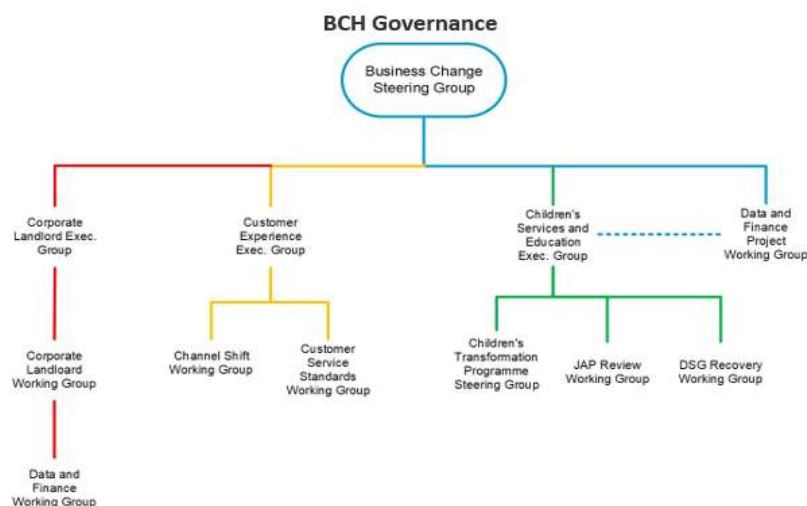 BCH Governance
Business Change
Steering Group
Corporate
Landlord Exec.
Group
Customer
Experience
Exec. Group
Children's
Services and
Education
Exec. Group
Data and
Finance
Project
Working Group
Corporate
Landloard
Working Group
Channel Shift
Working Group
Customer
Service
Standards
Working Group
Children's
Transformation
Programme
Steering Group
JAP Review
Working Group
DSG Recovery
Working Group
Data and
Finance
Working Group